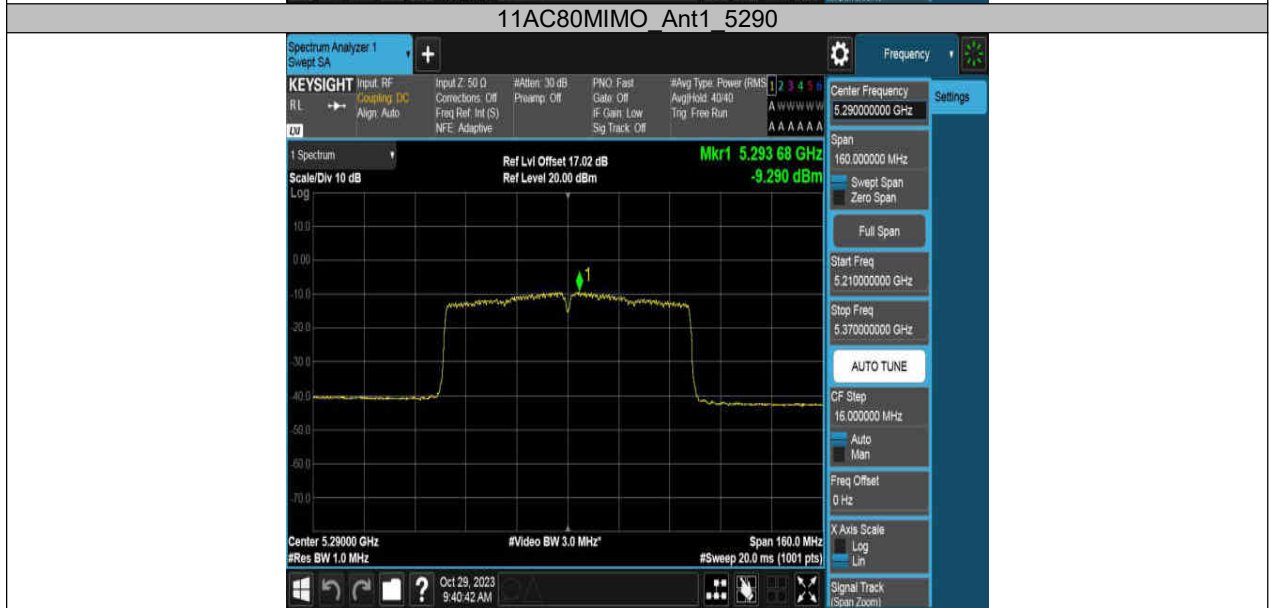 11AC80MIMO_Ant1_5290
Spectrum Analyzer 1
Swept SA
+
Frequency
KEYSIGHT
RL
LXI
Input: RF
Coupling: DC
Align: Auto
Input Z: 50 Ω
Corrections: Off
Freq Ref: Int (S)
NFE: Adaptive
#Atten: 30 dB
Preamp: Off
PNO: Fast
Gate: Off
IF Gain: Low
Sig Track: Off
#Avg Type: Power (RMS
Avg|Hold: 40/40
Trig: Free Run
1 2 3 4 5 6
A W W W W W
A A A A A A
Center Frequency
5.290000000 GHz
Settings
Span
160.000000 MHz
Swept Span
Zero Span
Full Span
Start Freq
5.210000000 GHz
Stop Freq
5.370000000 GHz
AUTO TUNE
CF Step
16.000000 MHz
Auto
Man
Freq Offset
0 Hz
X Axis Scale
Log
Lin
Signal Track
(Span Zoom)
1 Spectrum
Scale/Div 10 dB
Log
Ref Lvl Offset 17.02 dB
Ref Level 20.00 dBm
Mkr1 5.293 68 GHz
-9.290 dBm
1
10.0
0.00
-10.0
-20.0
-30.0
-40.0
-50.0
-60.0
-70.0
Center 5.29000 GHz
#Res BW 1.0 MHz
#Video BW 3.0 MHz*
Span 160.0 MHz
#Sweep 20.0 ms (1001 pts)
?
Oct 29, 2023
9:40:42 AM